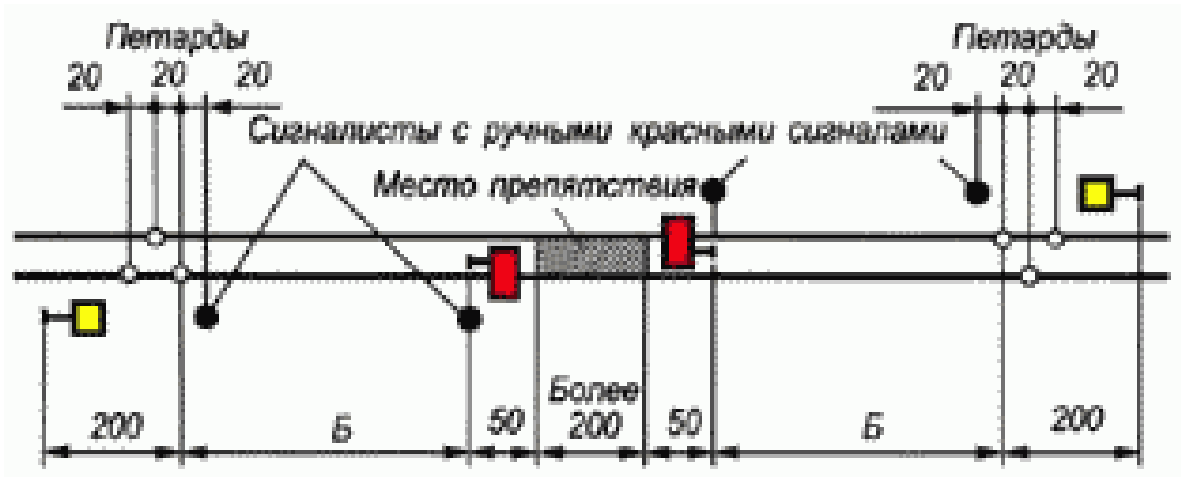 Петарды Петарды
20 20 20 20 20 20
Сигналисты с ручными красными сигналами
Место препятствия
Более
200 Б 50 200 50 Б 200